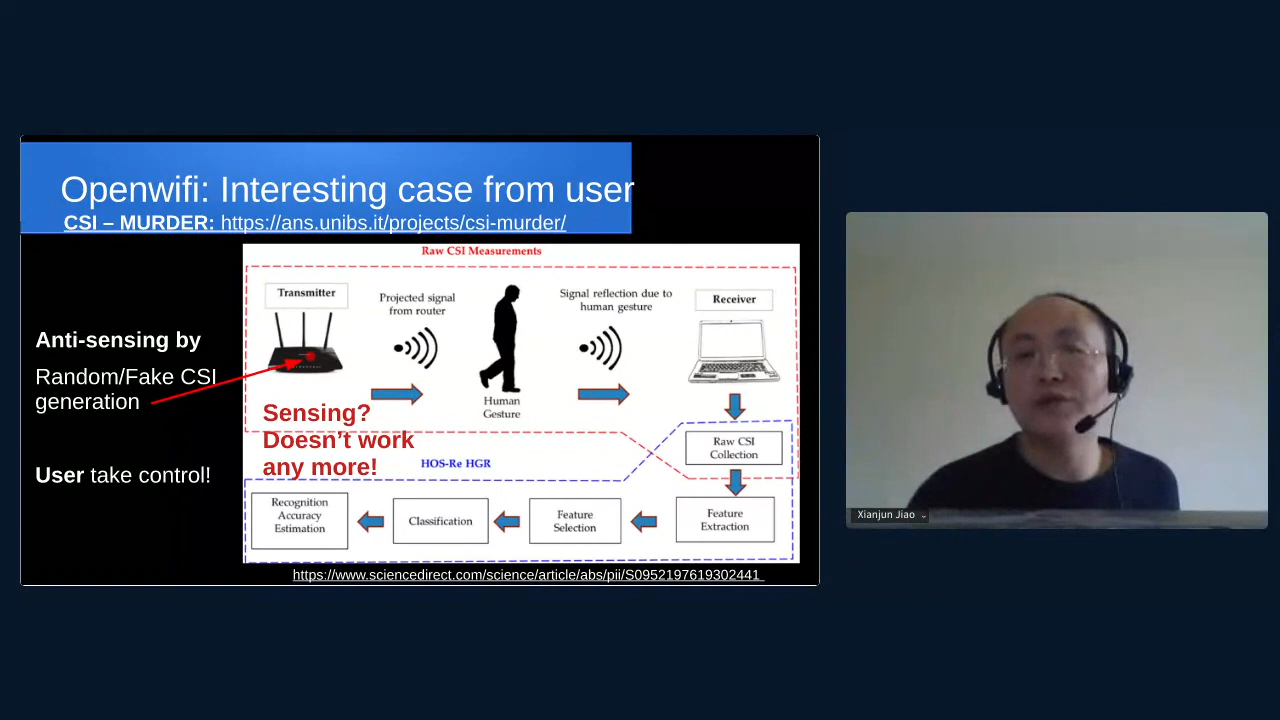 Openwifi: Interesting case from user
CSI – MURDER: https://ans.unibs.it/projects/csi-murder/
Anti-sensing by
Random/Fake CSI
generation
User take control!
Raw CSI Measurements
Transmitter
Projected signal
from router
Signal reflection due to
human gesture
Receiver
Human
Gesture
Sensing?
Doesn't work
any more!
Raw CSI
Collection
HOS-Re HGR
Recognition
Accuracy
Estimation
Classification
Feature
Selection
Feature
Extraction
https://www.sciencedirect.com/science/article/abs/pii/S0952197619302441
Xianjun Jiao